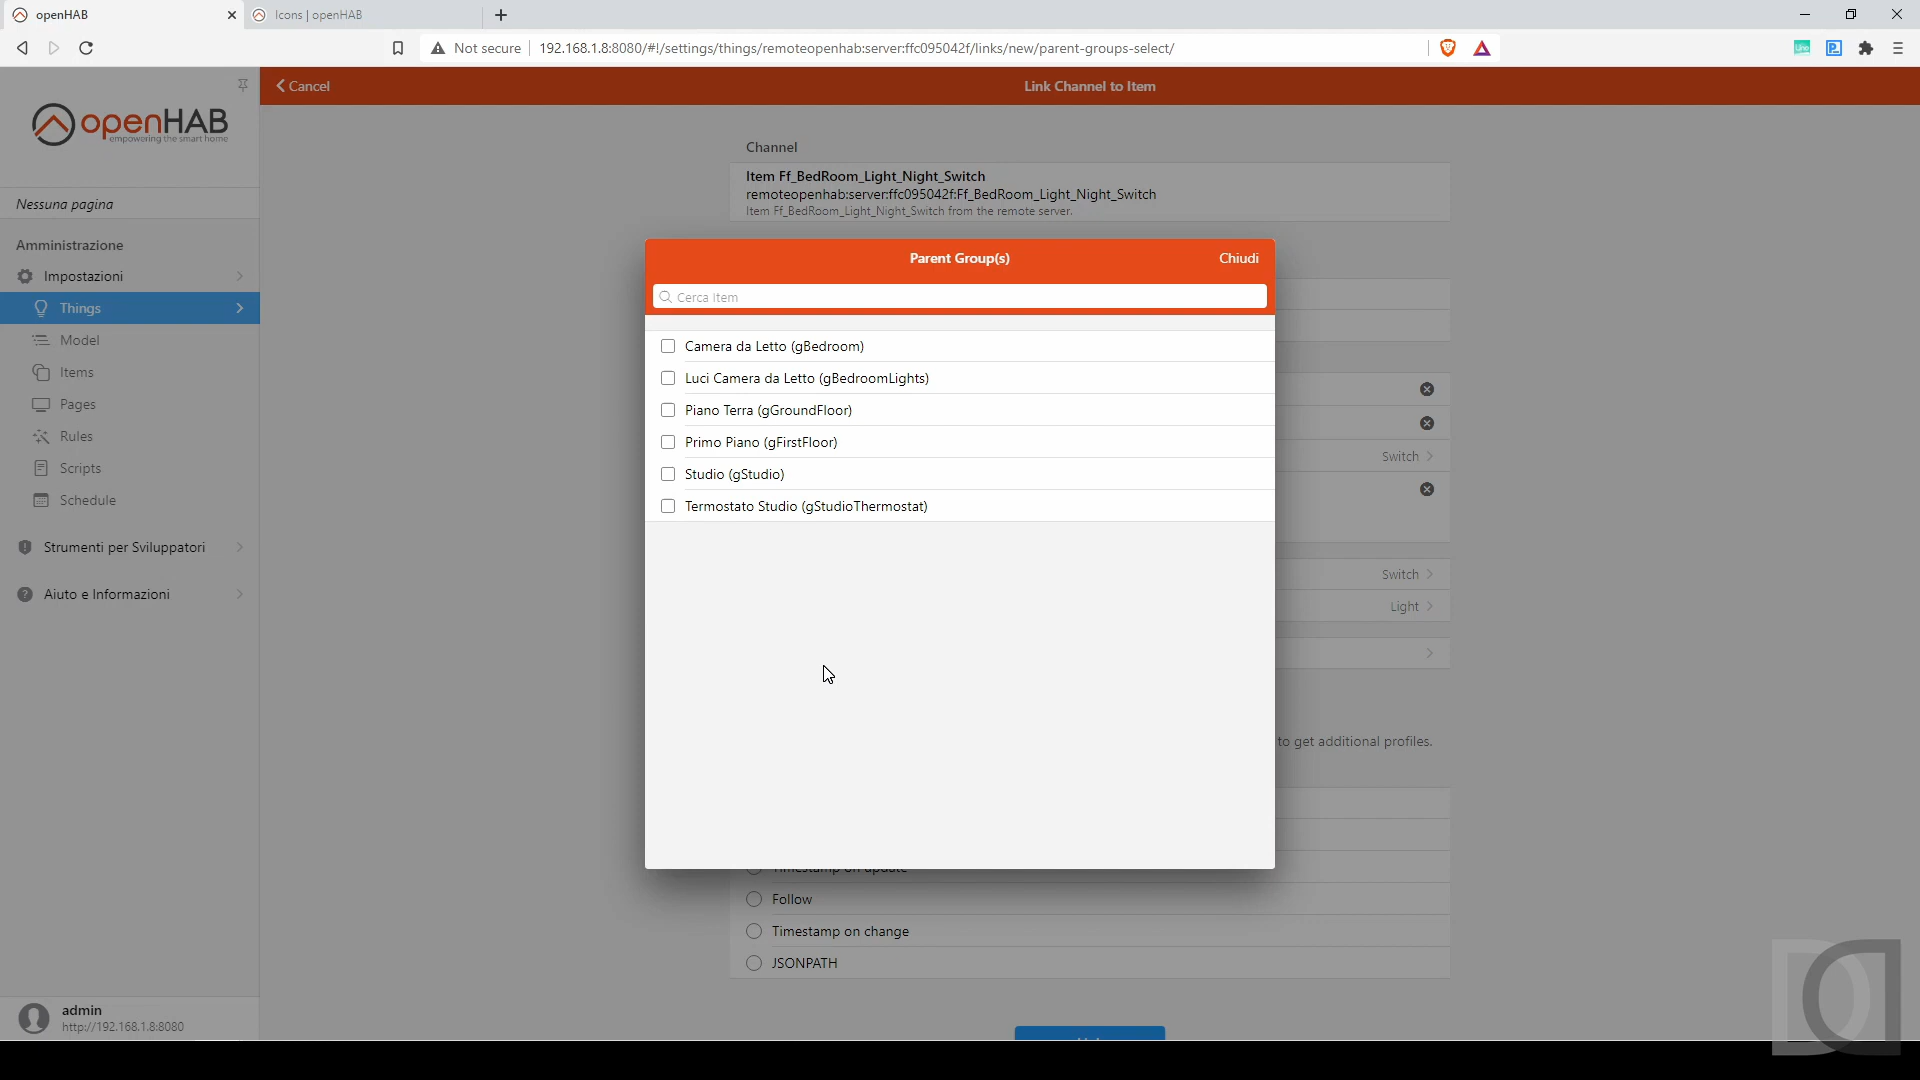 openHAB
Icons | openHAB
Not secure
192.168.1.8:8080/#!/settings/things/remoteopenhab:server:ffc095042f/links/new/parent-groups-select/
openHAB
empowering the smart home
Nessuna pagina
Amministrazione
Impostazioni
Things
Model
Items
Pages
Rules
Scripts
Schedule
Strumenti per Sviluppatori
Aiuto e Informazioni
admin
http://192.168.1.8:8080
Cancel
Link Channel to Item
Channel
Item Ff_BedRoom_Light_Night_Switch
remoteopenhab:server:ffc095042f:Ff_BedRoom_Light_Night_Switch
Item Ff_BedRoom_Light_Night_Switch from the remote server.
Parent Group(s)
Chiudi
Cerca Item
Camera da Letto (gBedroom)
Luci Camera da Letto (gBedroomLights)
Piano Terra (gGroundFloor)
Primo Piano (gFirstFloor)
Studio (gStudio)
Termostato Studio (gStudioThermostat)
Switch
Switch
Light
to get additional profiles.
Timestamp on update
Follow
Timestamp on change
JSONPATH